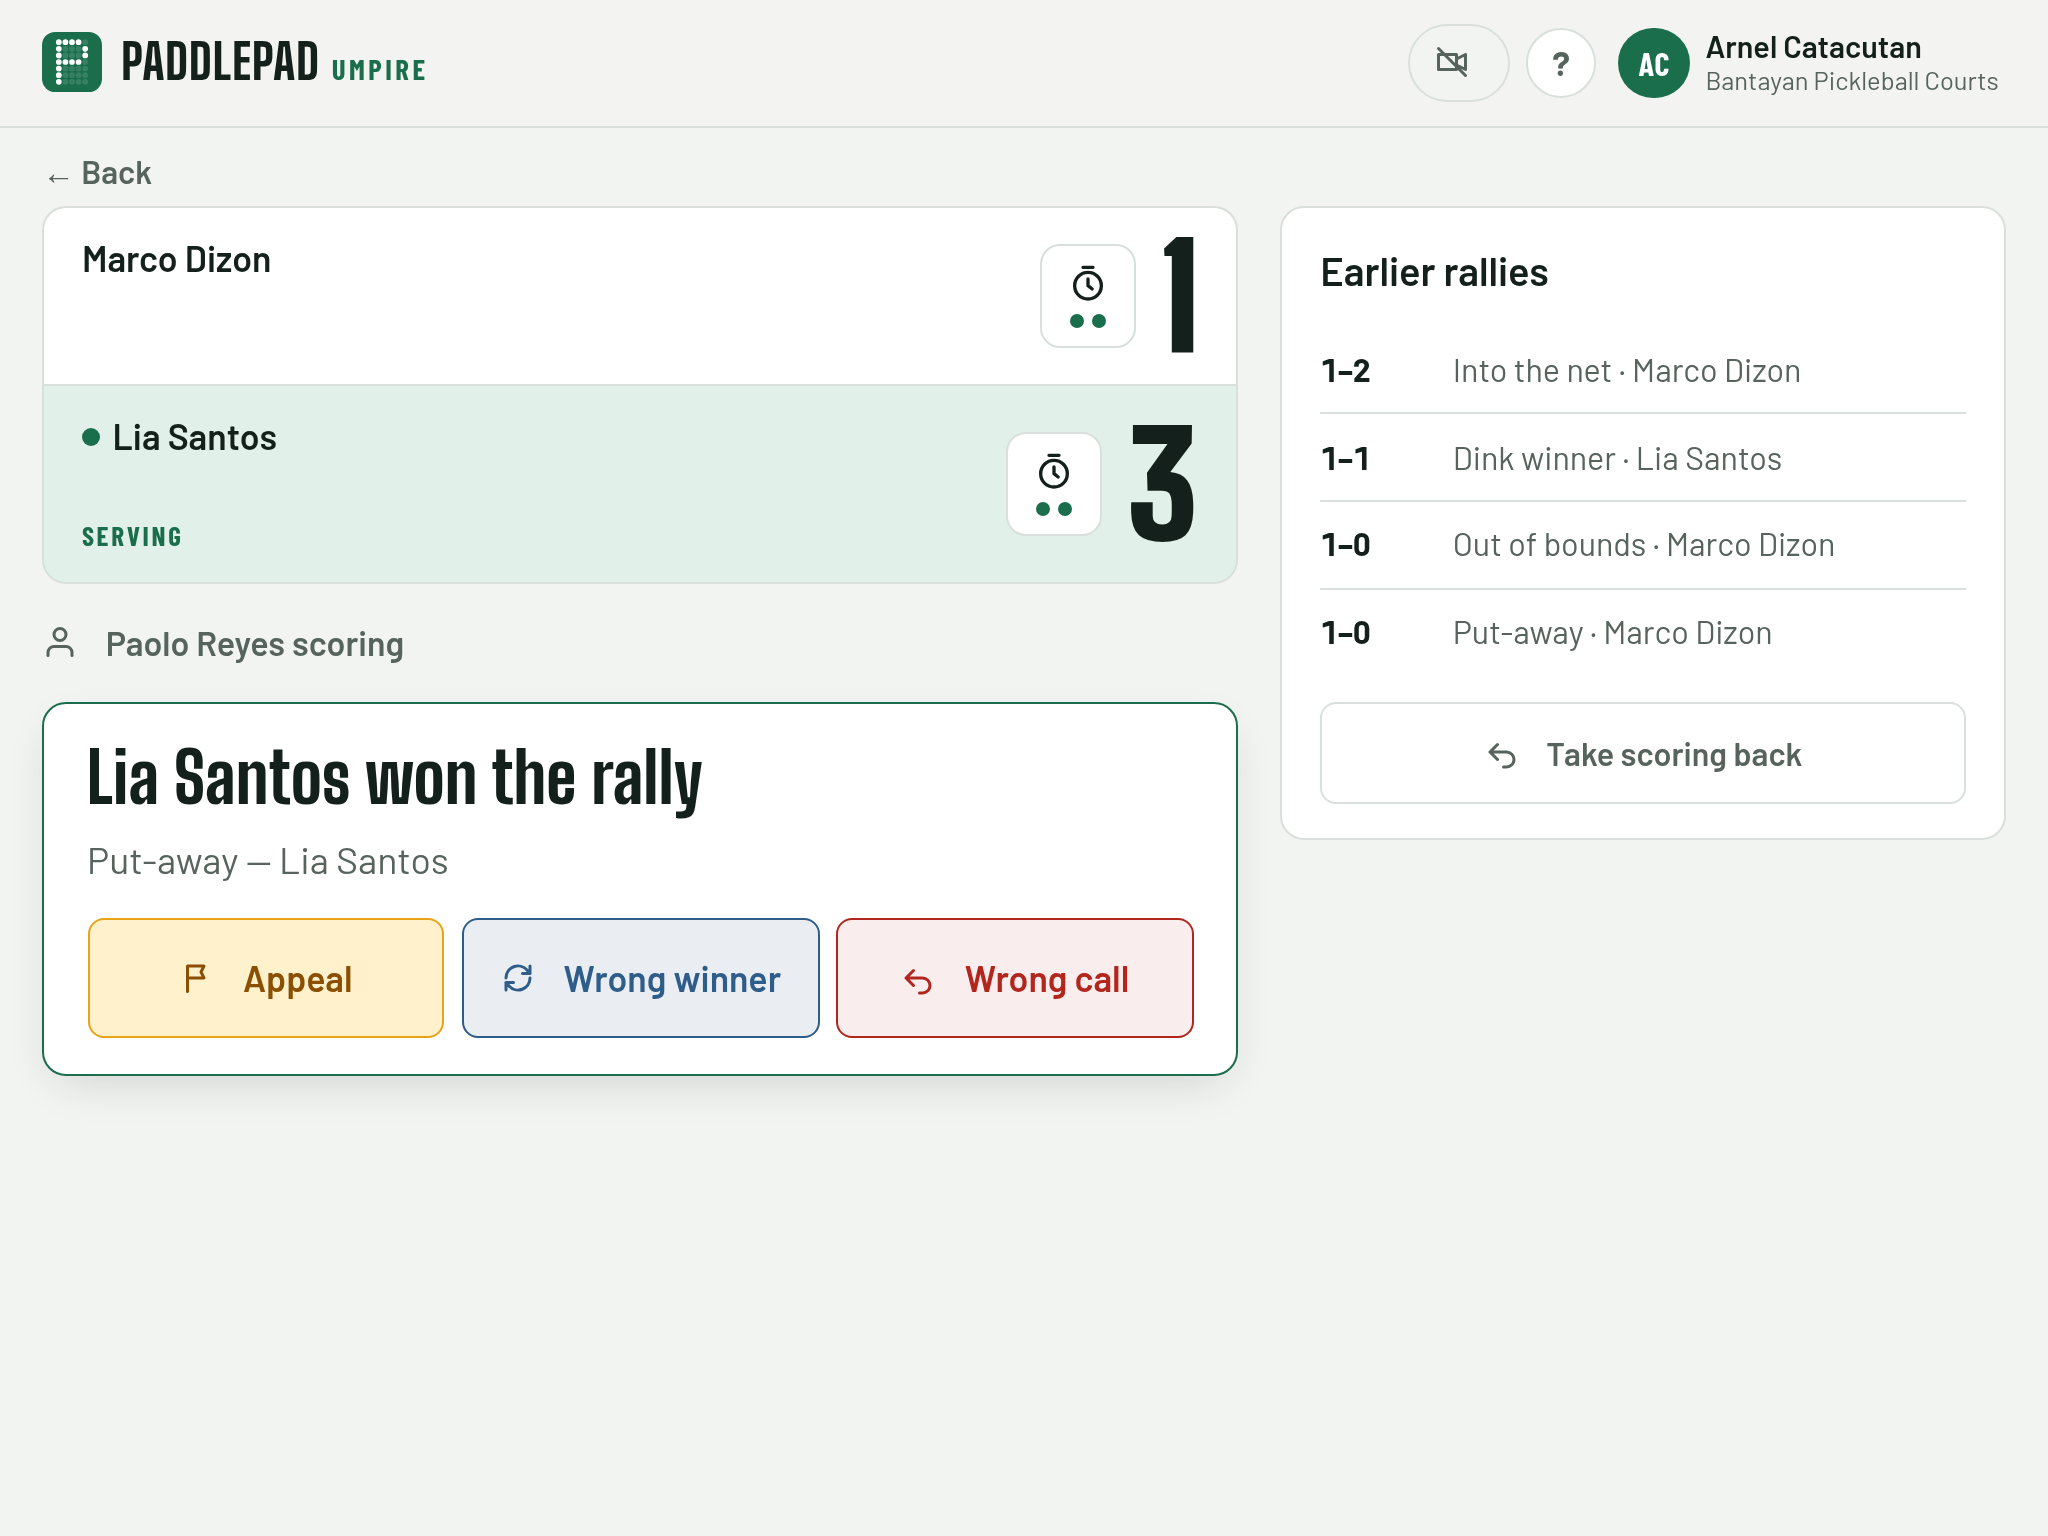 PADDLEPAD UMPIRE
?
AC
Arnel Catacutan
Bantayan Pickleball Courts
← Back
Marco Dizon
1
Lia Santos
SERVING
3
Paolo Reyes scoring
Lia Santos won the rally
Put-away — Lia Santos
Appeal
Wrong winner
Wrong call
Earlier rallies
1–2 Into the net · Marco Dizon
1–1 Dink winner · Lia Santos
1–0 Out of bounds · Marco Dizon
1–0 Put-away · Marco Dizon
Take scoring back